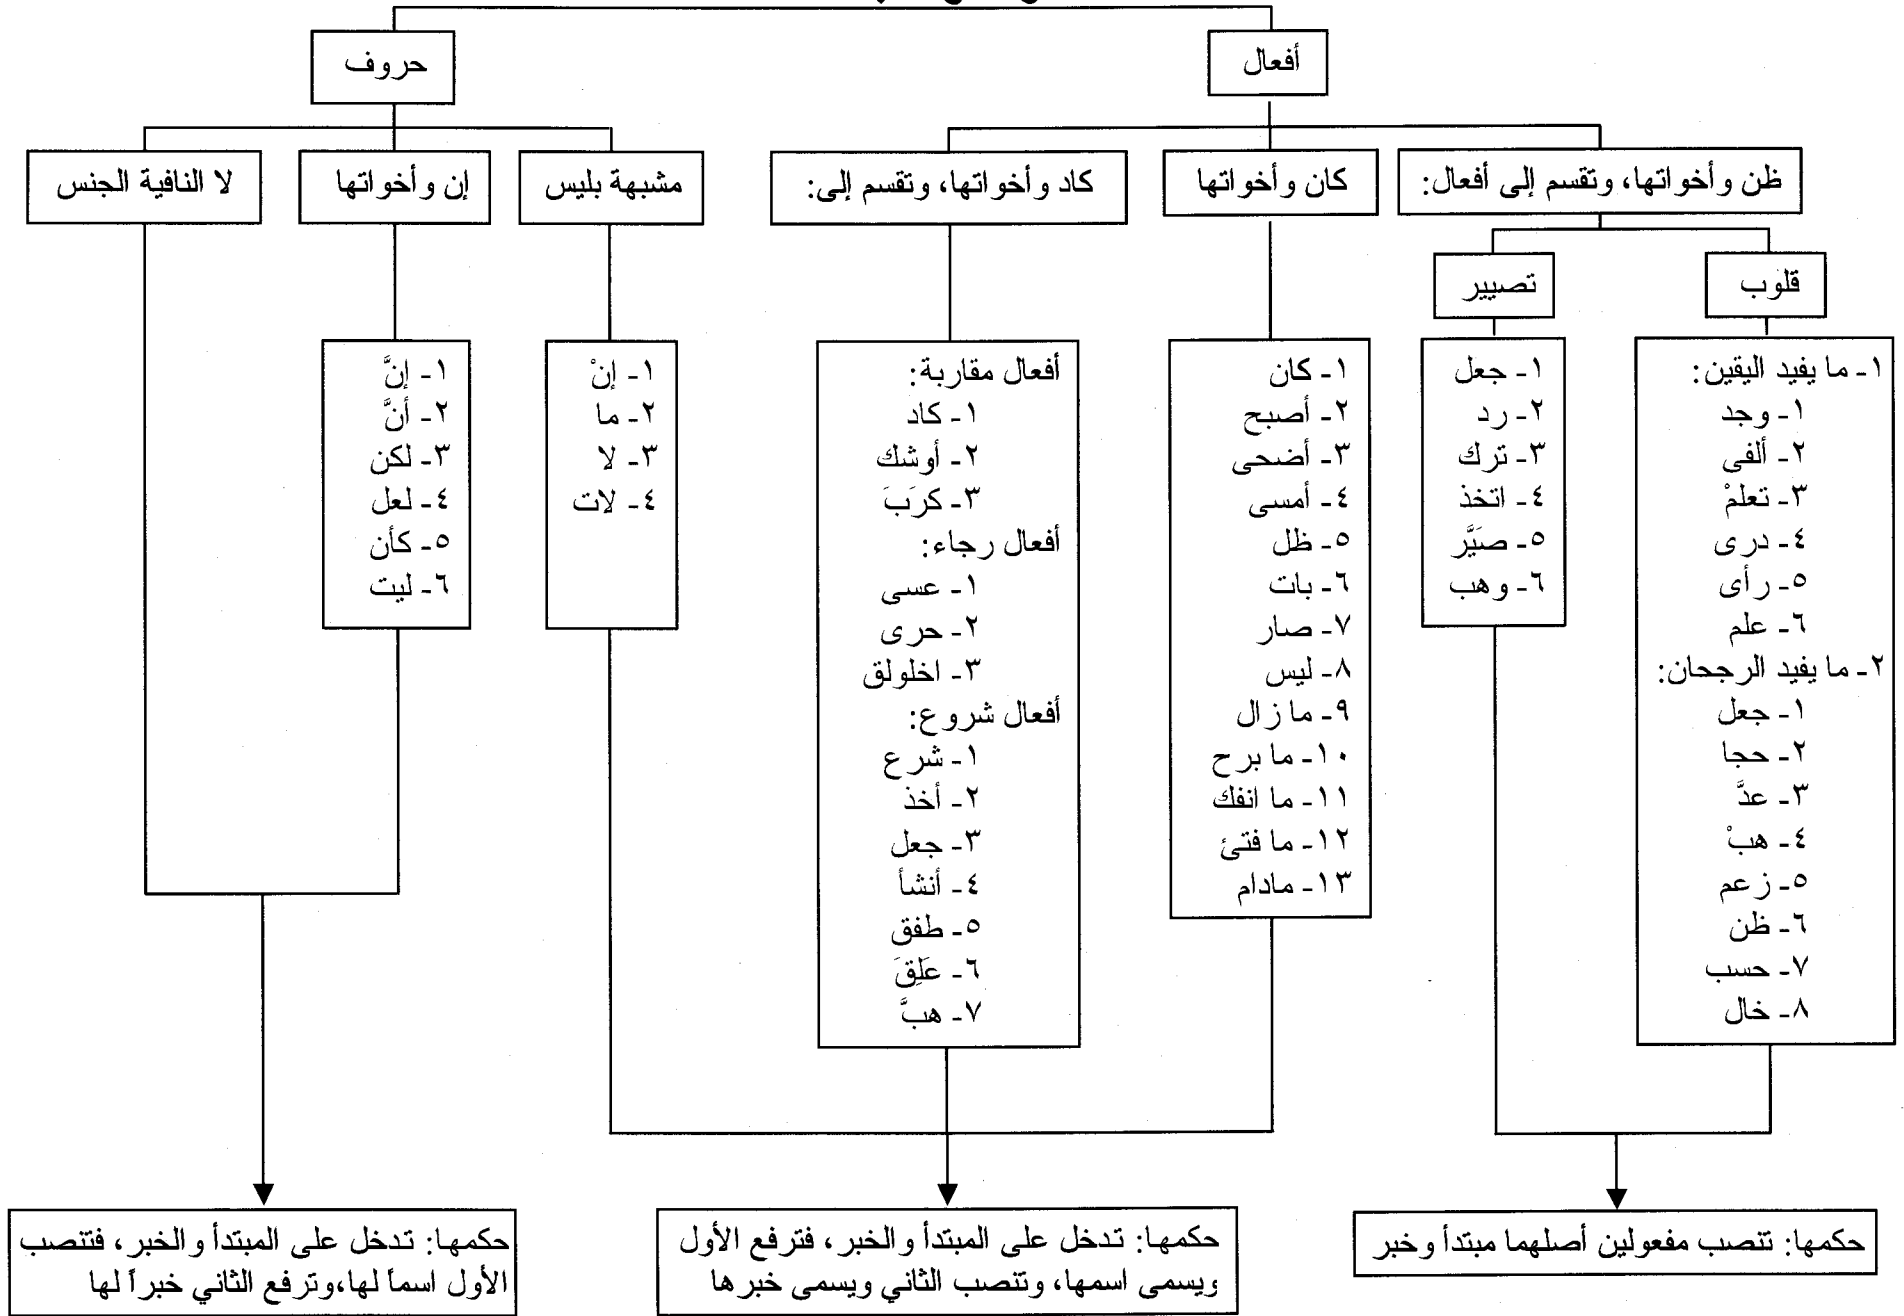 أفعال
حروف
ظن وأخواتها، وتقسم إلى أفعال:
كان وأخواتها
كاد وأخواتها، وتقسم إلى:
مشبهة بليس
إن وأخواتها
لا النافية الجنس
قلوب
تصيير
١- ما يفيد اليقين:
١- وجد
٢- ألفى
٣- تعلمْ
٤- درى
٥- رأى
٦- علم
٢- ما يفيد الرجحان:
١- جعل
٢- حجا
٣- عدَّ
٤- هبْ
٥- زعم
٦- ظن
٧- حسب
٨- خال
١- جعل
٢- رد
٣- ترك
٤- اتخذ
٥- صيَّر
٦- وهب
١- كان
٢- أصبح
٣- أضحى
٤- أمسى
٥- ظل
٦- بات
٧- صار
٨- ليس
٩- ما زال
١٠- ما برح
١١- ما انفك
١٢- ما فتئ
١٣- مادام
أفعال مقاربة:
١- كاد
٢- أوشك
٣- كرَبَ
أفعال رجاء:
١- عسى
٢- حرى
٣- اخلولق
أفعال شروع:
١- شرع
٢- أخذ
٣- جعل
٤- أنشأ
٥- طفق
٦- عَلِقَ
٧- هبَّ
١- إنْ
٢- ما
٣- لا
٤- لات
١- إنَّ
٢- أنَّ
٣- لكن
٤- لعل
٥- كأن
٦- ليت
حكمها: تنصب مفعولين أصلهما مبتدأ وخبر
حكمها: تدخل على المبتدأ والخبر، فترفع الأول
ويسمى اسمها، وتنصب الثاني ويسمى خبرها
حكمها: تدخل على المبتدأ والخبر، فتنصب
الأول اسماً لها،وترفع الثاني خبراً لها